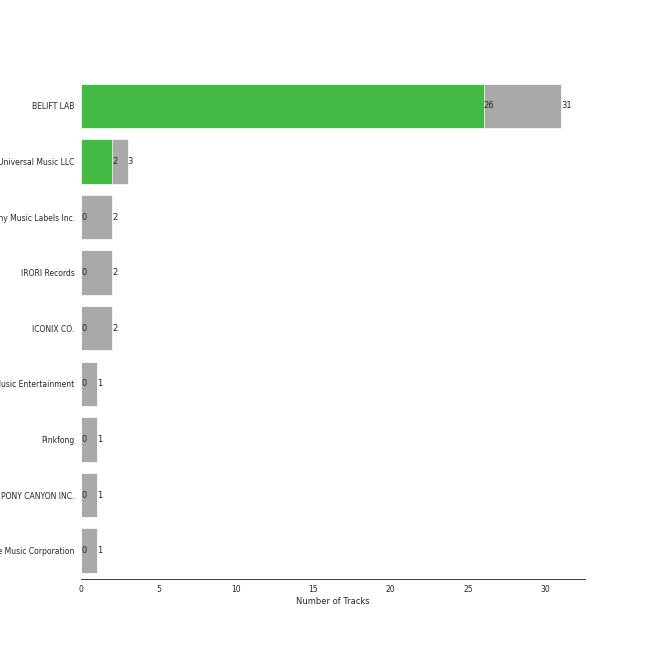 BELIFT LAB 26 31
Universal Music LLC 2 3
ny Music Labels Inc. 0 2
IRORI Records 0 2
ICONIX CO. 0 2
Music Entertainment 0 1
Pinkfong 0 1
PONY CANYON INC. 0 1
e Music Corporation 0 1
0 5 10 15 20 25 30
Number of Tracks